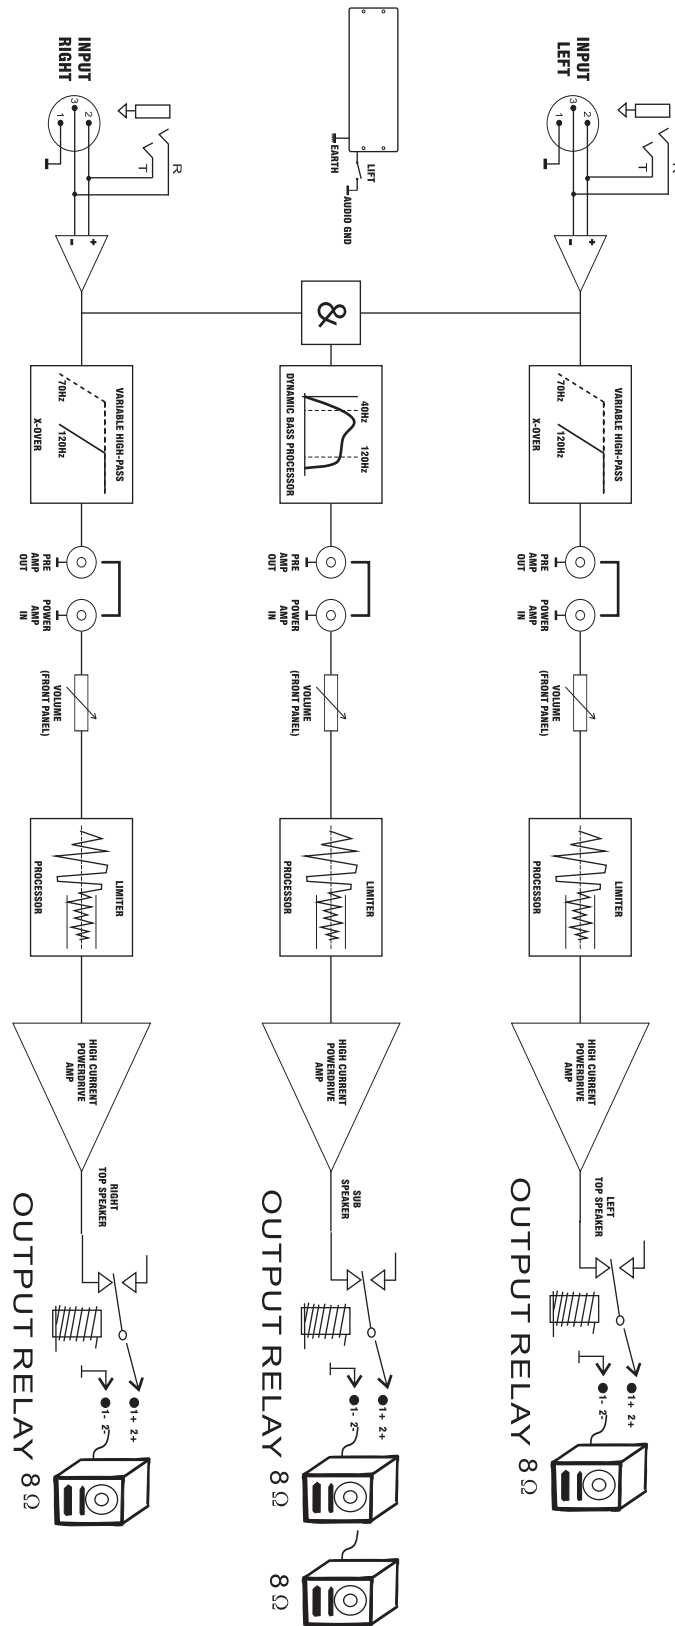 INPUT
LEFT
2
3
1
T
+
-
VARIABLE HIGH-PASS
70Hz
120Hz
X-OVER
PRE
AMP
OUT
POWER
AMP
IN
VOLUME
(FRONT PANEL)
LIMITER
PROCESSOR
HIGH CURRENT
POWERDRIVE
AMP
LEFT
TOP SPEAKER
OUTPUT RELAY
1+ 2+
1- 2-
8 Ω
LIFT
EARTH
AUDIO GND
&
40Hz
120Hz
DYNAMIC BASS PROCESSOR
PRE
AMP
OUT
POWER
AMP
IN
VOLUME
(FRONT PANEL)
LIMITER
PROCESSOR
HIGH CURRENT
POWERDRIVE
AMP
SUB
SPEAKER
OUTPUT RELAY
1+ 2+
1- 2-
8 Ω
8 Ω
INPUT
RIGHT
R
T
2
3
1
+
-
VARIABLE HIGH-PASS
70Hz
120Hz
X-OVER
PRE
AMP
OUT
POWER
AMP
IN
VOLUME
(FRONT PANEL)
LIMITER
PROCESSOR
HIGH CURRENT
POWERDRIVE
AMP
RIGHT
TOP SPEAKER
OUTPUT RELAY
1+ 2+
1- 2-
8 Ω